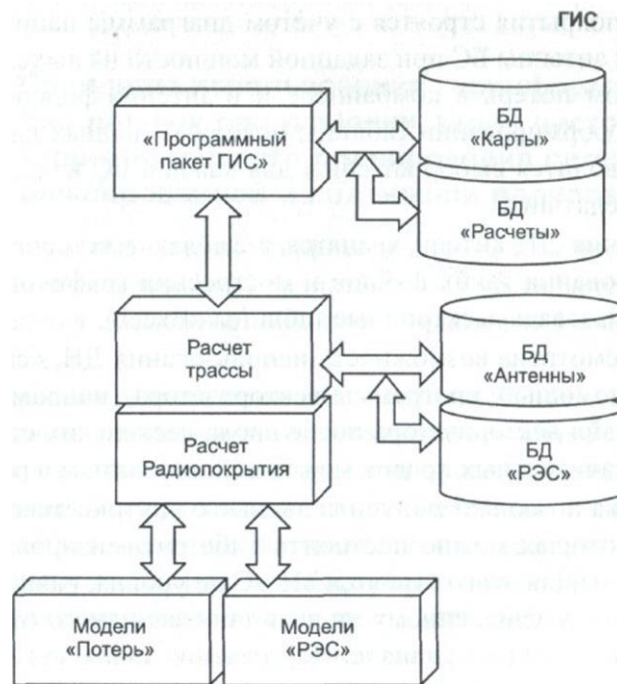 ГИС
«Программный
пакет ГИС»
БД
«Карты»
БД
«Расчеты»
Расчет
трассы
Расчет
Радиопокрытия
БД
«Антенны»
БД
«РЭС»
Модели
«Потерь»
Модели
«РЭС»